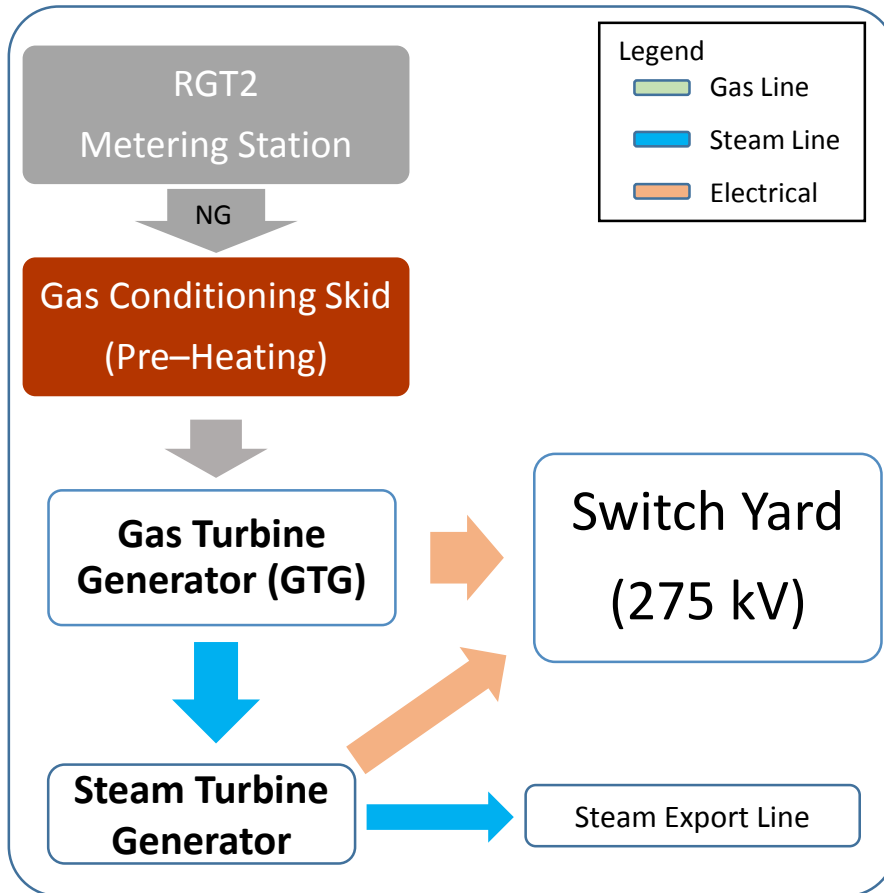 RGT2
Metering Station
Legend
Gas Line
Steam Line
Electrical
NG
Gas Conditioning Skid
(Pre–Heating)
Gas Turbine
Generator (GTG)
Switch Yard
(275 kV)
Steam Turbine
Generator
Steam Export Line